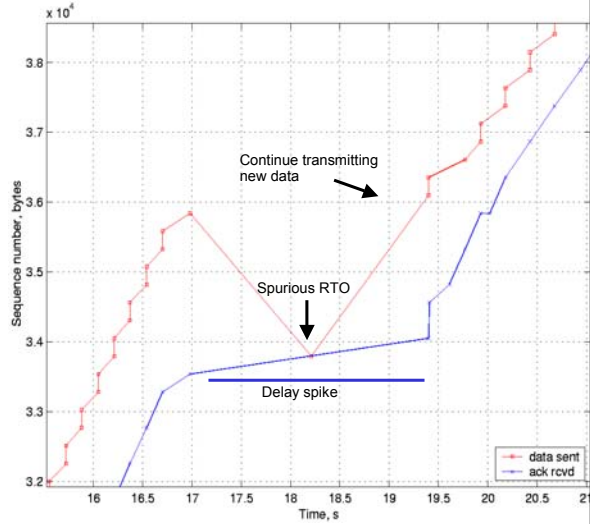 x 10⁴
3.8
3.7
3.6
3.5
3.4
3.3
3.2
Sequence number, bytes
Continue transmitting
new data
Spurious RTO
Delay spike
data sent
ack rcvd
16 16.5 17 17.5 18 18.5 19 19.5 20 20.5 21
Time, s